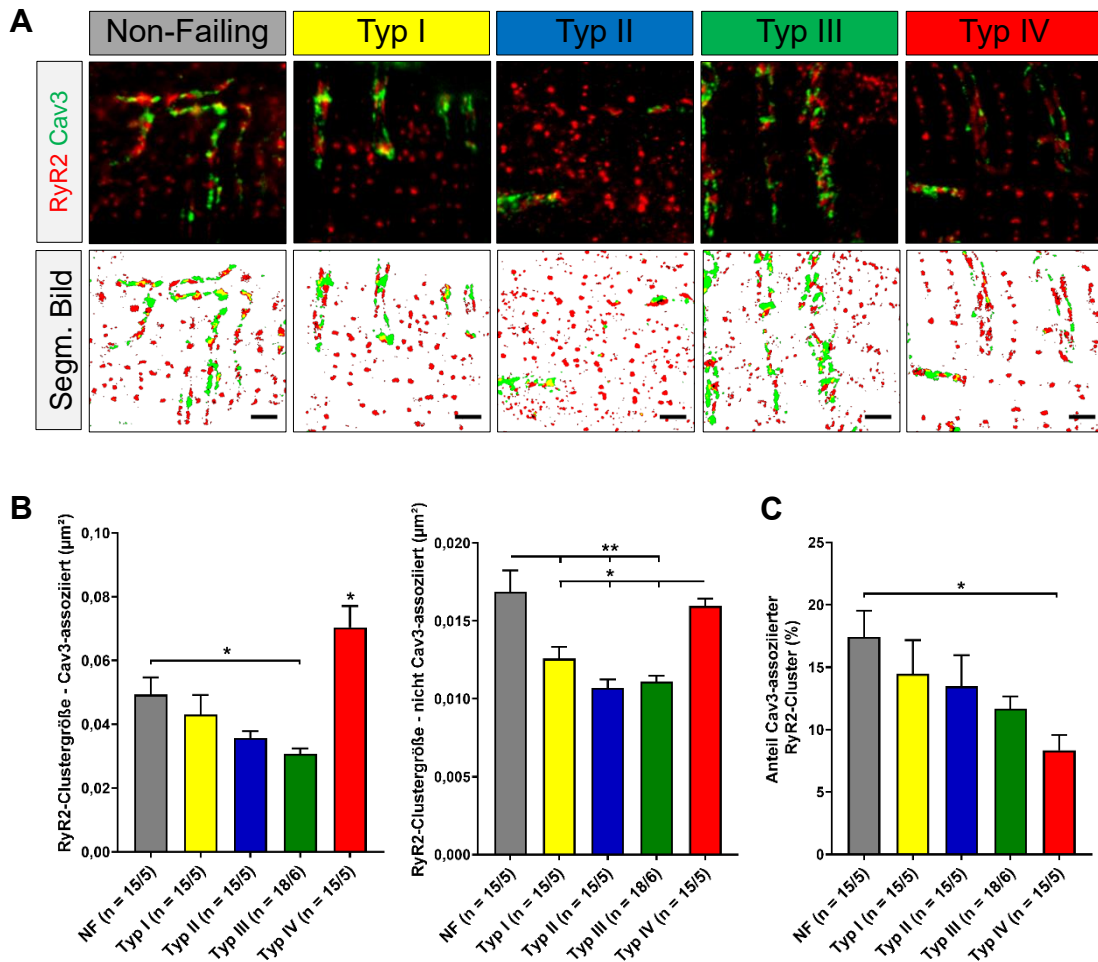 A
Non-Failing
Typ I
Typ II
Typ III
Typ IV
RyR2 Cav3
Segm. Bild
B
RyR2-Clustergröße - Cav3-assoziiert (µm²)
0,10
0,08
0,06
0,04
0,02
0,00
*
*
NF (n = 15/5)
Typ I (n = 15/5)
Typ II (n = 15/5)
Typ III (n = 18/6)
Typ IV (n = 15/5)
RyR2-Clustergröße - nicht Cav3-assoziiert (µm²)
0,020
0,015
0,010
0,005
0,000
**
*
NF (n = 15/5)
Typ I (n = 15/5)
Typ II (n = 15/5)
Typ III (n = 18/6)
Typ IV (n = 15/5)
C
Anteil Cav3-assoziierter
RyR2-Cluster (%)
25
20
15
10
5
0
*
NF (n = 15/5)
Typ I (n = 15/5)
Typ II (n = 15/5)
Typ III (n = 18/6)
Typ IV (n = 15/5)